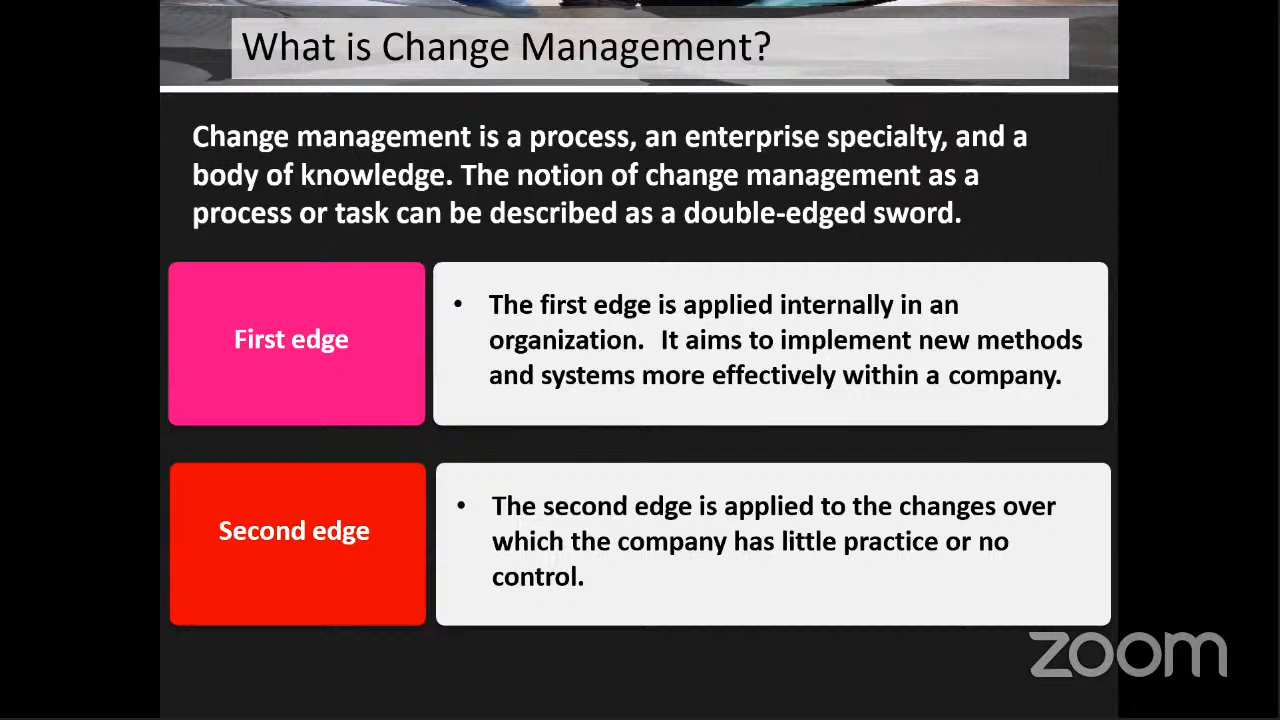 What is Change Management?
Change management is a process, an enterprise specialty, and a
body of knowledge. The notion of change management as a
process or task can be described as a double-edged sword.
First edge
• The first edge is applied internally in an
organization.  It aims to implement new methods
and systems more effectively within a company.
Second edge
• The second edge is applied to the changes over
which the company has little practice or no
control.
zoom